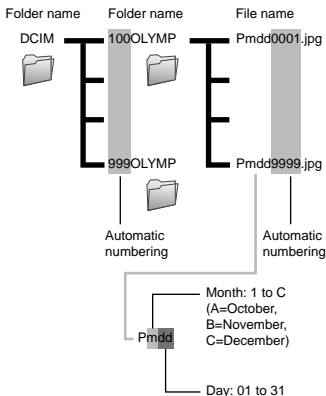 Folder name Folder name File name
DCIM 100OLYMP Pmdd0001.jpg
999OLYMP Pmdd9999.jpg
Automatic
numbering
Automatic
numbering
Month: 1 to C
(A=October,
B=November,
C=December)
Pmdd
Day: 01 to 31